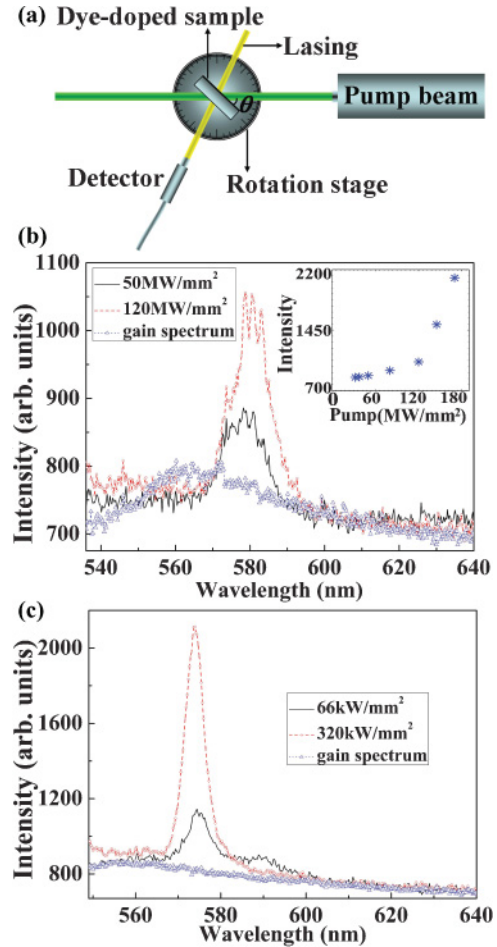 (a)
Dye-doped sample
Lasing
θ
Pump beam
Detector
Rotation stage
(b)
1100
1000
900
800
700
Intensity (arb. units)
50MW/mm²
120MW/mm²
gain spectrum
2200
1450
700
Intensity
0 60 120 180
Pump(MW/mm²)
540 560 580 600 620 640
Wavelength (nm)
(c)
2000
1600
1200
800
Intensity (arb. units)
66kW/mm²
320kW/mm²
gain spectrum
560 580 600 620 640
Wavelength (nm)